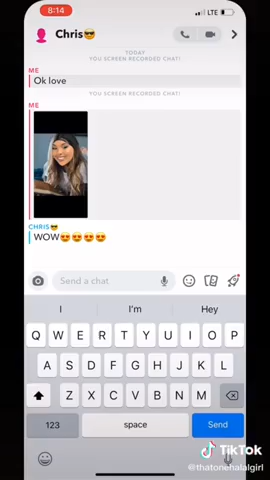 8:14
LTE
Chris😎
TODAY
YOU SCREEN RECORDED CHAT!
ME
Ok love
YOU SCREEN RECORDED CHAT!
ME
CHRIS😎
WOW😍😍😍😍
Send a chat
I I'm Hey
Q W E R T Y U I O P
A S D F G H J K L
Z X C V B N M
123 space Send
TikTok
@thatonehalalgirl